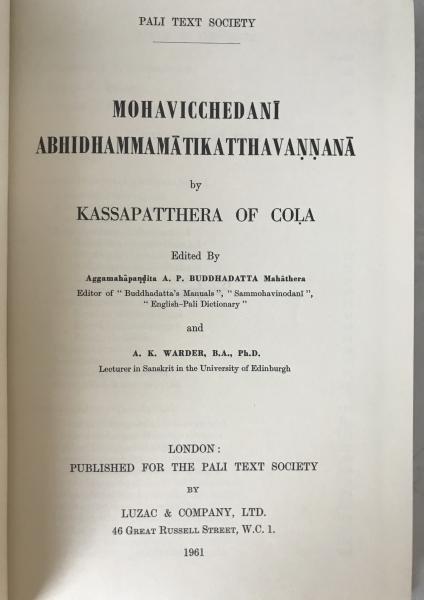 PALI TEXT SOCIETY
MOHAVICCHEDANĪ
ABHIDHAMMAMĀTIKATTHAVAṆṆANĀ
by
KASSAPATTHERA OF COḶA
Edited By
Aggamahāpaṇḍita A. P. BUDDHADATTA Mahāthera
Editor of “ Buddhadatta's Manuals ”, “ Sammohavinodanī ”,
“ English-Pali Dictionary ”
and
A. K. WARDER, B.A., Ph.D.
Lecturer in Sanskrit in the University of Edinburgh
LONDON :
PUBLISHED FOR THE PALI TEXT SOCIETY
BY
LUZAC & COMPANY, LTD.
46 GREAT RUSSELL STREET, W.C. 1.
1961